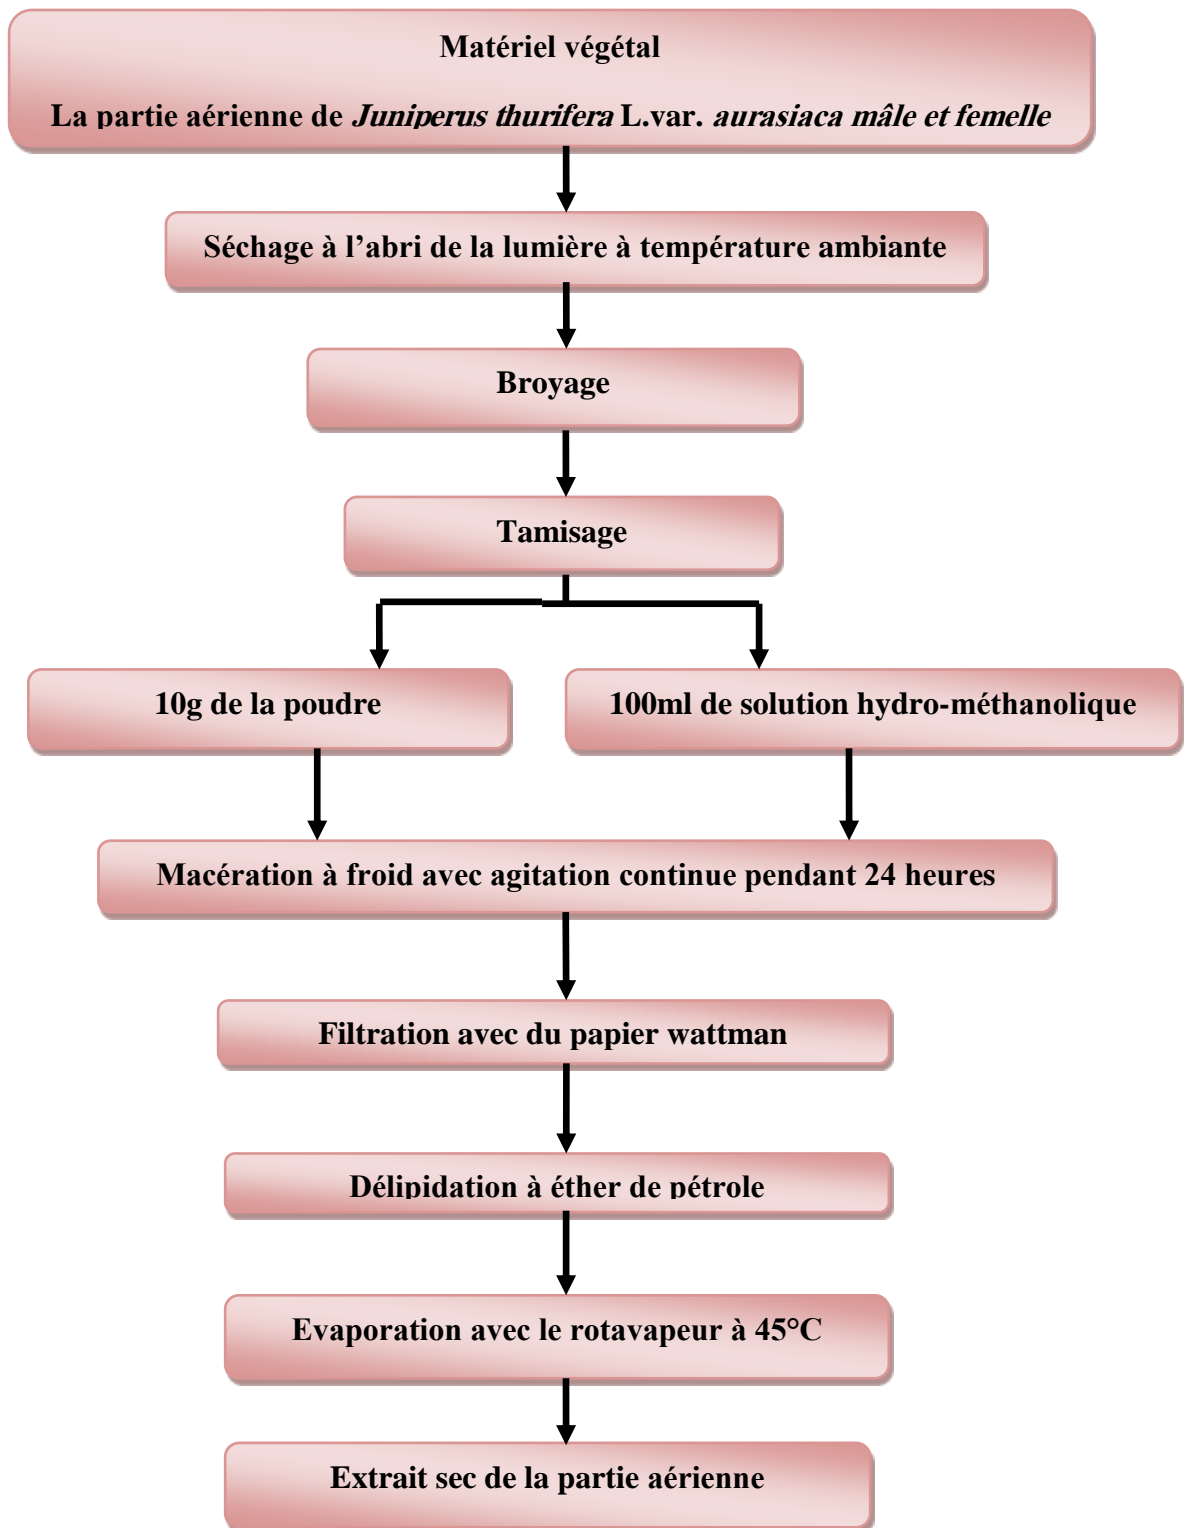 Matériel végétal
La partie aérienne de Juniperus thurifera L.var. aurasiaca mâle et femelle
Séchage à l’abri de la lumière à température ambiante
Broyage
Tamisage
10g de la poudre
100ml de solution hydro-méthanolique
Macération à froid avec agitation continue pendant 24 heures
Filtration avec du papier wattman
Délipidation à éther de pétrole
Evaporation avec le rotavapeur à 45°C
Extrait sec de la partie aérienne